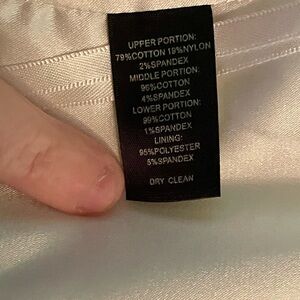 UPPER PORTION:
79%COTTON 19%NYLON
2%SPANDEX
MIDDLE PORTION:
96%COTTON
4%SPANDEX
LOWER PORTION:
99%COTTON
1%SPANDEX
LINING:
95%POLYESTER
5%SPANDEX
DRY CLEAN